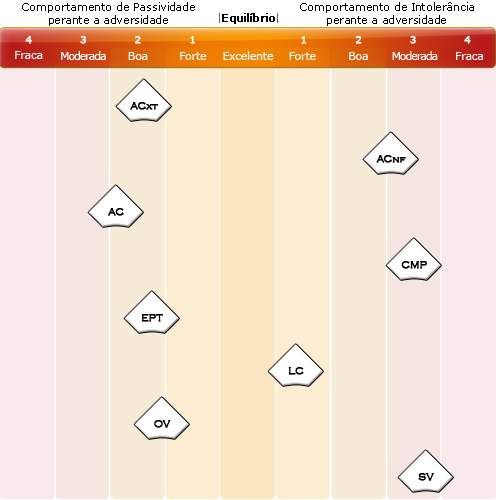 Comportamento de Passividade
perante a adversidade
|Equilíbrio|
Comportamento de Intolerância
perante a adversidade
4 3 2 1 1 2 3 4
Fraca Moderada Boa Forte Excelente Forte Boa Moderada Fraca
ACXT
ACNF
AC
CMP
EPT
LC
OV
SV